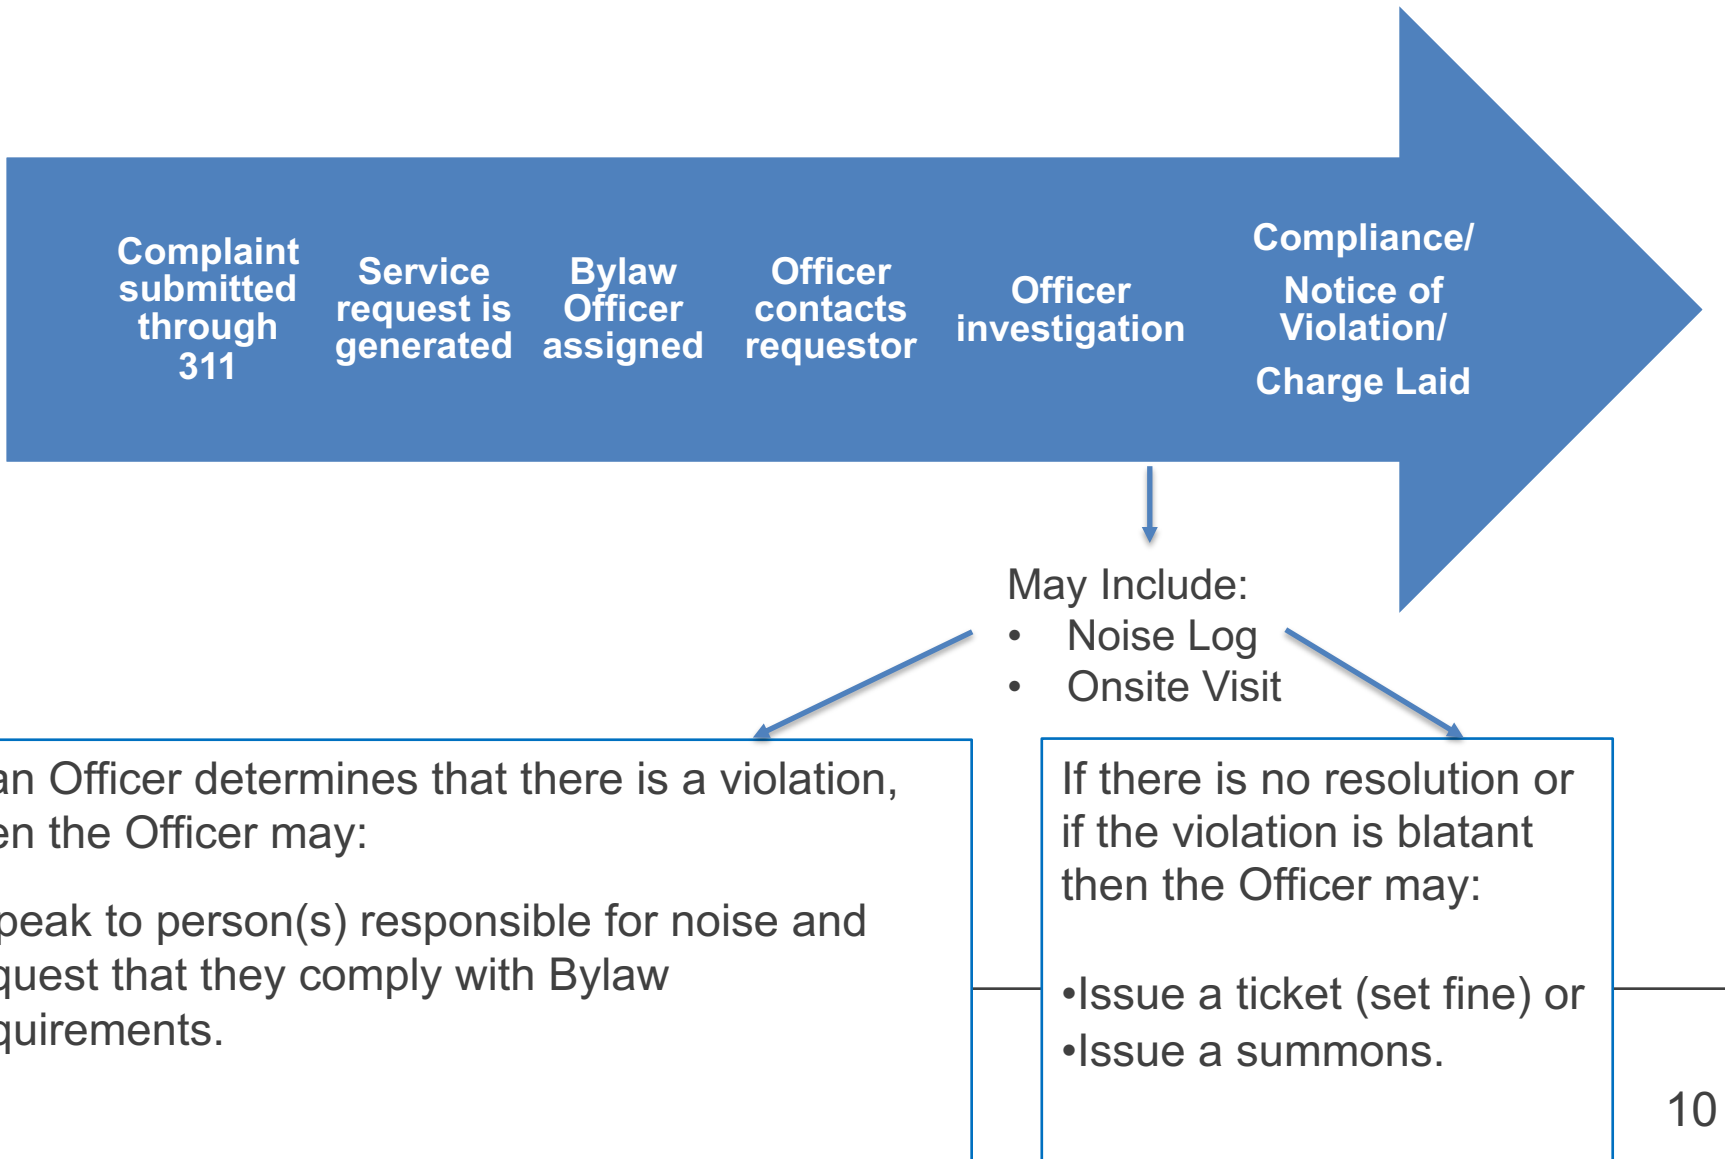 Complaint
submitted
through
311
Service
request is
generated
Bylaw
Officer
assigned
Officer
contacts
requestor
Officer
investigation
Compliance/
Notice of
Violation/
Charge Laid
May Include:
• Noise Log
• Onsite Visit
an Officer determines that there is a violation,
en the Officer may:
peak to person(s) responsible for noise and
quest that they comply with Bylaw
quirements.
If there is no resolution or
if the violation is blatant
then the Officer may:
•Issue a ticket (set fine) or
•Issue a summons.
10